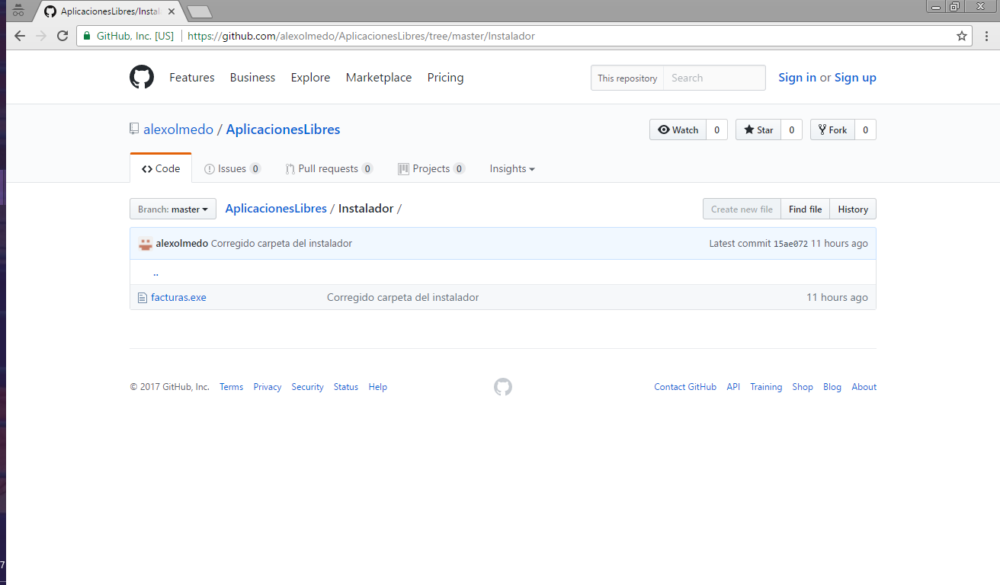 AplicacionesLibres/Instal
GitHub, Inc. [US] https://github.com/alexolmedo/AplicacionesLibres/tree/master/Instalador
Features Business Explore Marketplace Pricing This repository Search Sign in or Sign up
alexolmedo / AplicacionesLibres Watch 0 Star 0 Fork 0
Code Issues 0 Pull requests 0 Projects 0 Insights
Branch: master AplicacionesLibres / Instalador / Create new file Find file History
alexolmedo Corregido carpeta del instalador Latest commit 15ae072 11 hours ago
..
facturas.exe Corregido carpeta del instalador 11 hours ago
© 2017 GitHub, Inc. Terms Privacy Security Status Help Contact GitHub API Training Shop Blog About
7